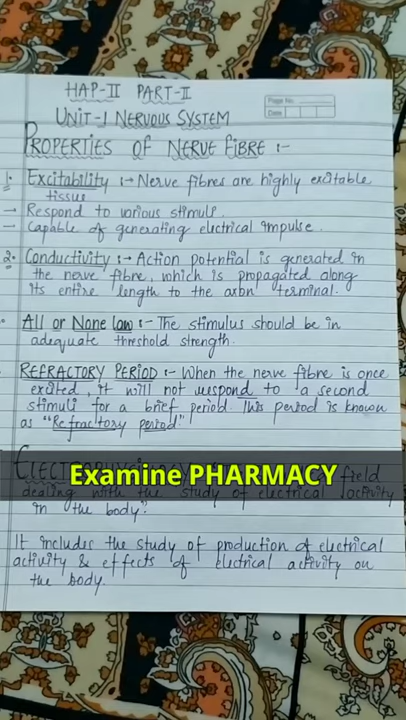 HAP-II PART-II
Page No.
Date
UNIT-1 NERVOUS SYSTEM
PROPERTIES OF NERVE FIBRE :-
1. Excitability :→ Nerve fibres are highly excitable
tissue
→ Respond to various stimuli.
→ Capable of generating electrical impulse.
2. Conductivity :→ Action potential is generated in
the nerve fibre, which is propagated along
its entire length to the axon terminal.
All or None law :- The stimulus should be in
adequate threshold strength.
REFRACTORY PERIOD :- When the nerve fibre is once
excited, it will not respond to a second
stimuli for a brief period. This period is known
as "Refractory period"
field
Examine PHARMACY
dealing with the study of electrical activity
in the body".
It includes the study of production of electrical
activity & effects of electrical activity on
the body.